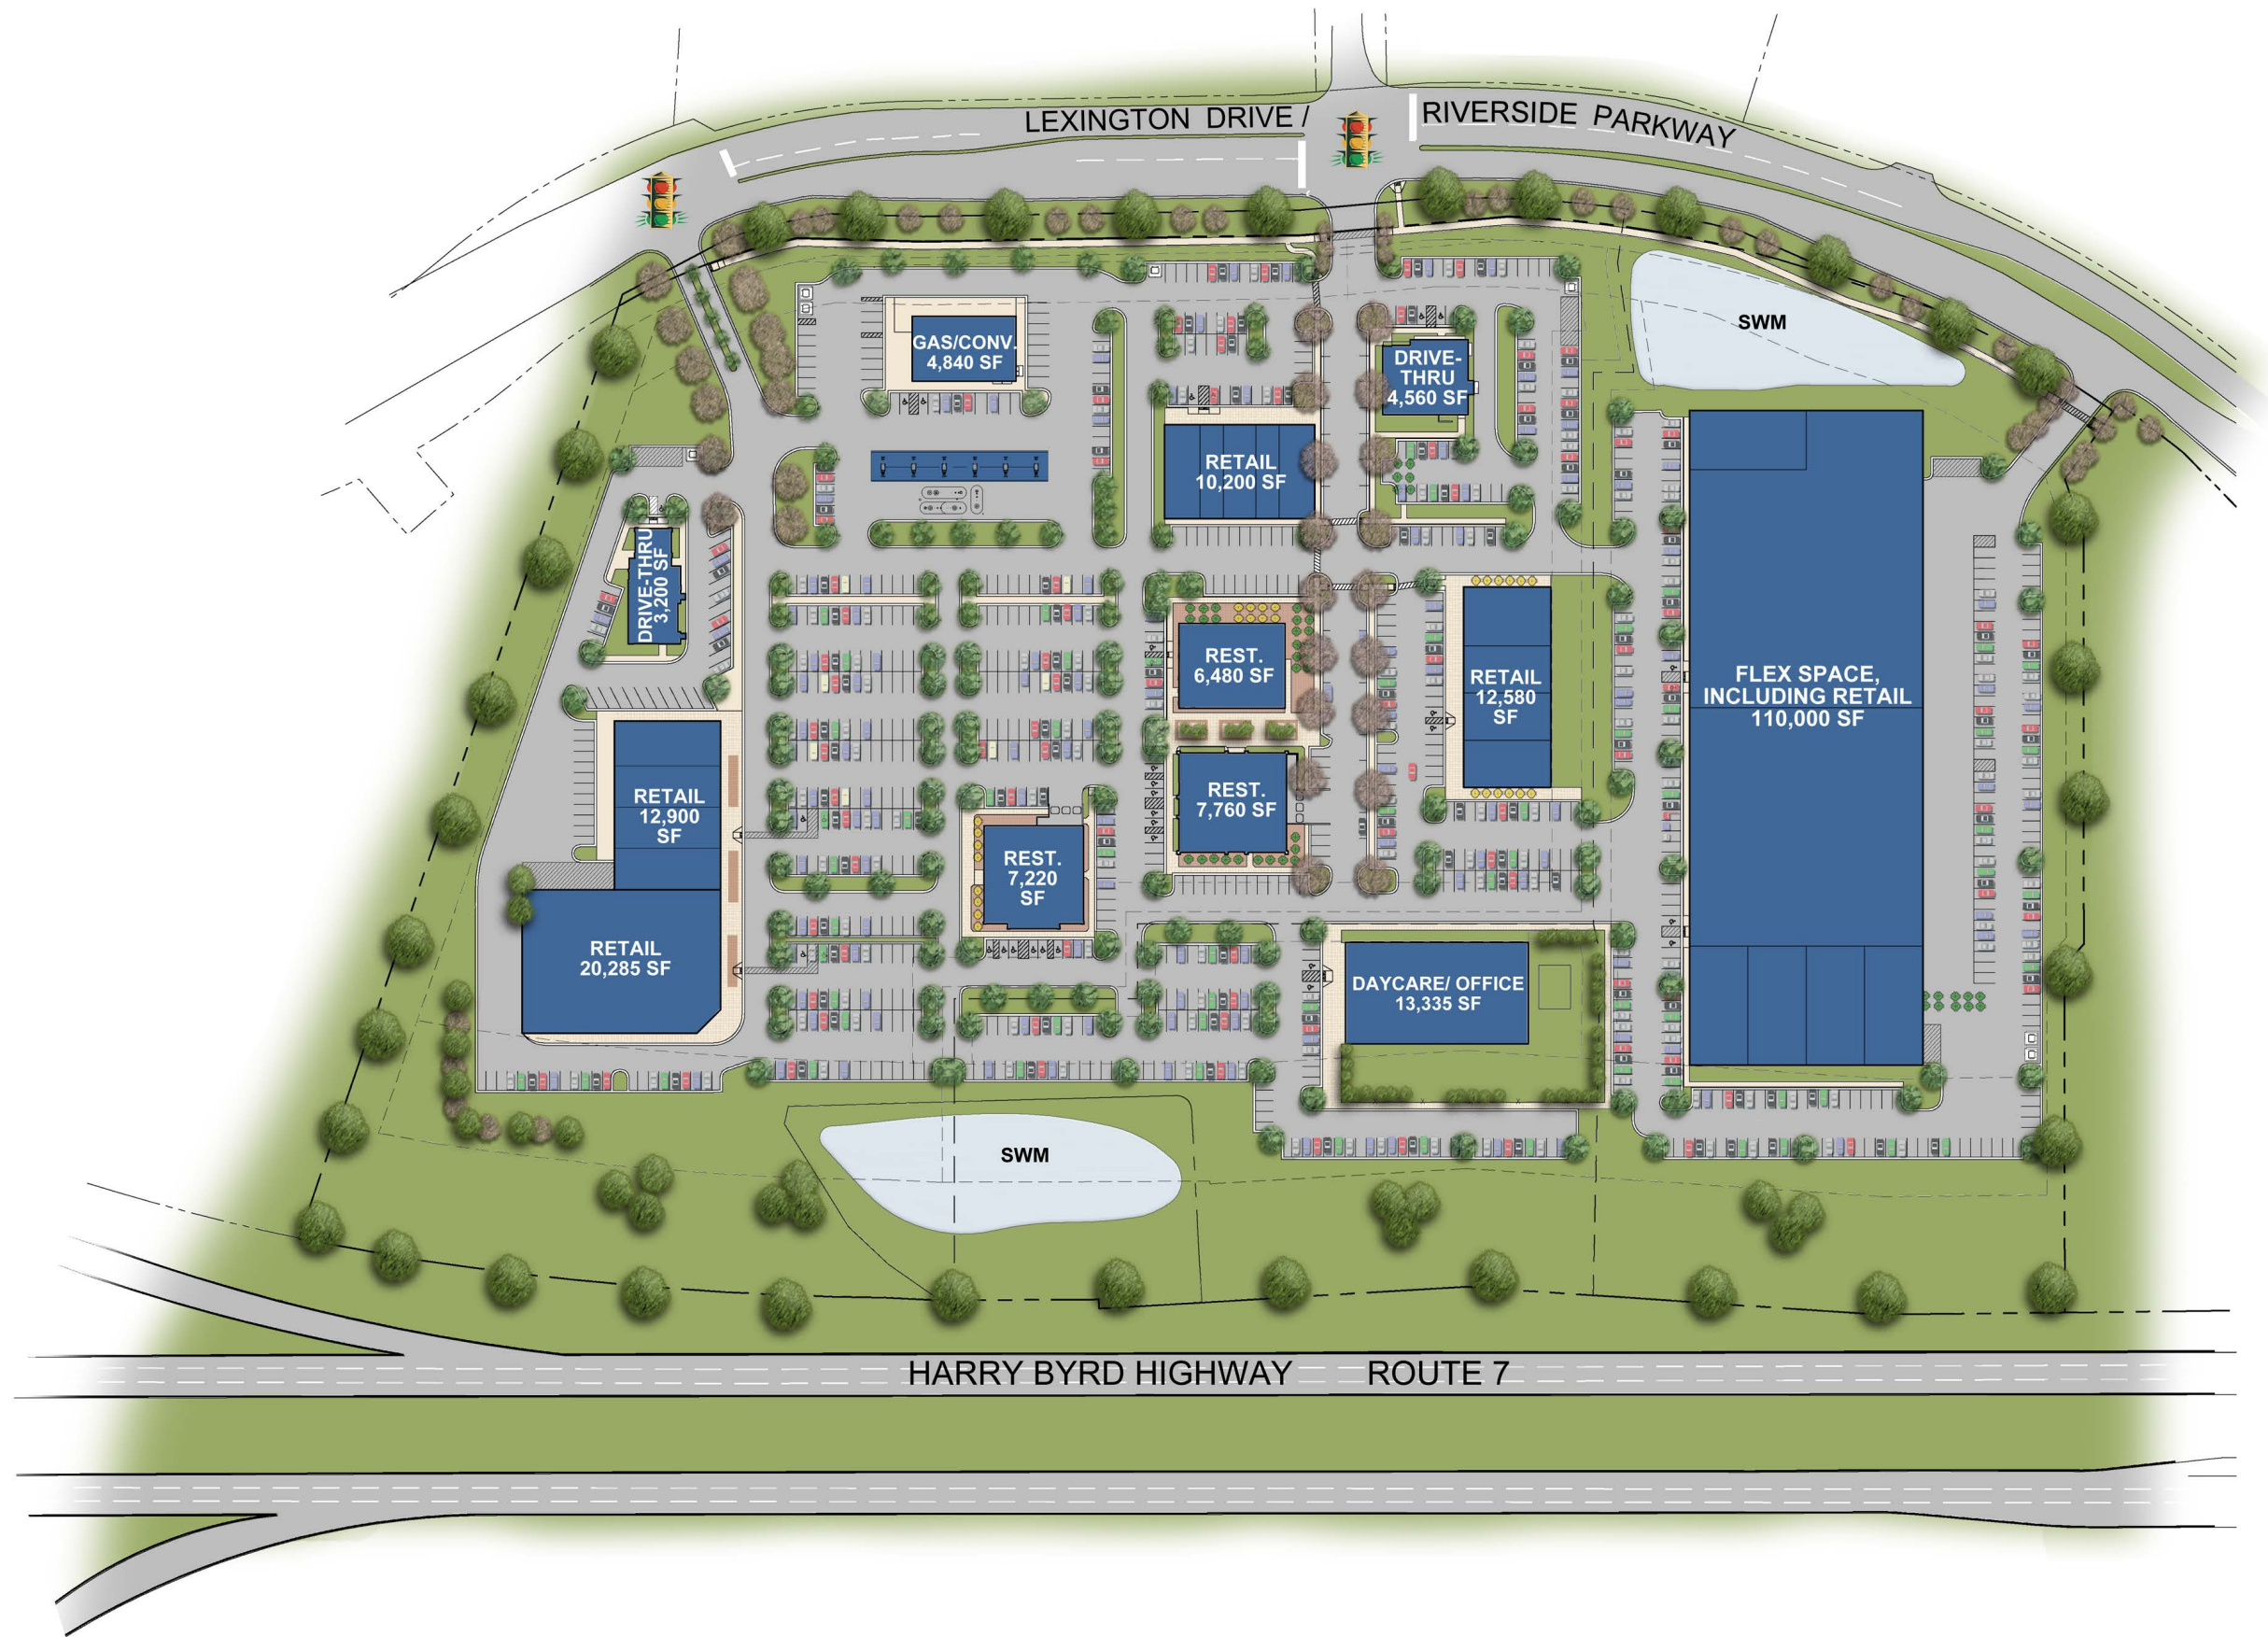 LEXINGTON DRIVE /
RIVERSIDE PARKWAY
SWM
GAS/CONV.
4,840 SF
DRIVE-
THRU
4,560 SF
RETAIL
10,200 SF
DRIVE-THRU
3,200 SF
REST.
6,480 SF
RETAIL
12,580
SF
FLEX SPACE,
INCLUDING RETAIL
110,000 SF
RETAIL
12,900
SF
REST.
7,760 SF
REST.
7,220
SF
RETAIL
20,285 SF
DAYCARE/ OFFICE
13,335 SF
SWM
HARRY BYRD HIGHWAY
ROUTE 7